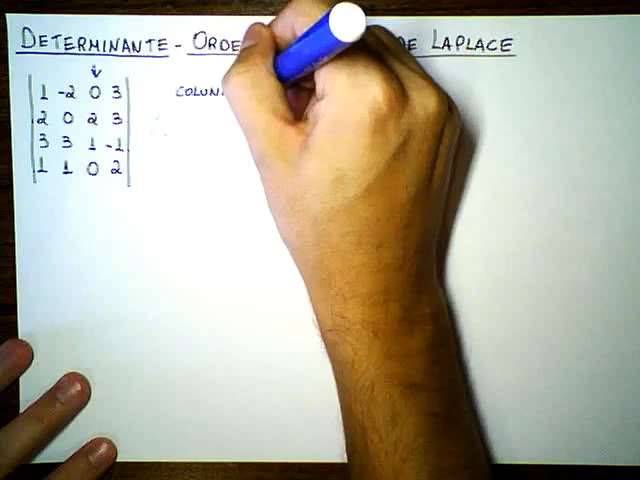 DETERMINANTE - ORDE DE LAPLACE
1 -2 0 3
2 0 2 3
3 3 1 -1
1 1 0 2
COLUN